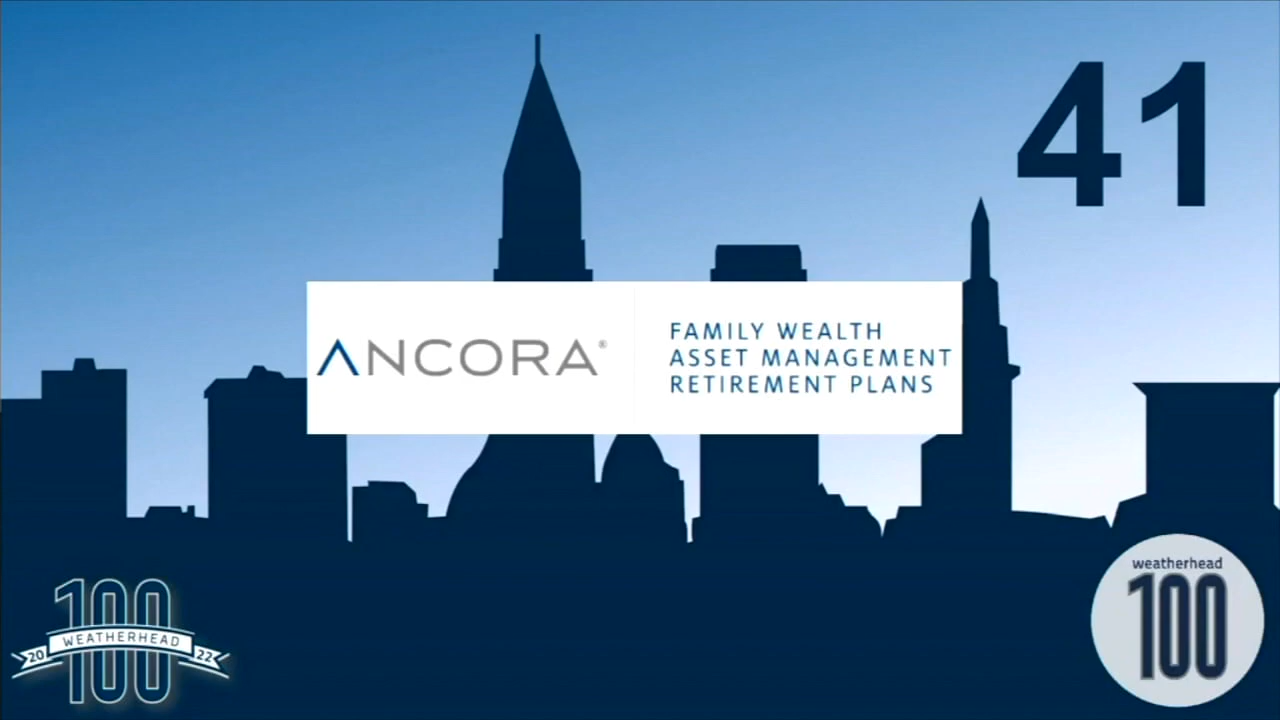 41
ANCORA®
FAMILY WEALTH
ASSET MANAGEMENT
RETIREMENT PLANS
100
WEATHERHEAD
20 22
weatherhead
100